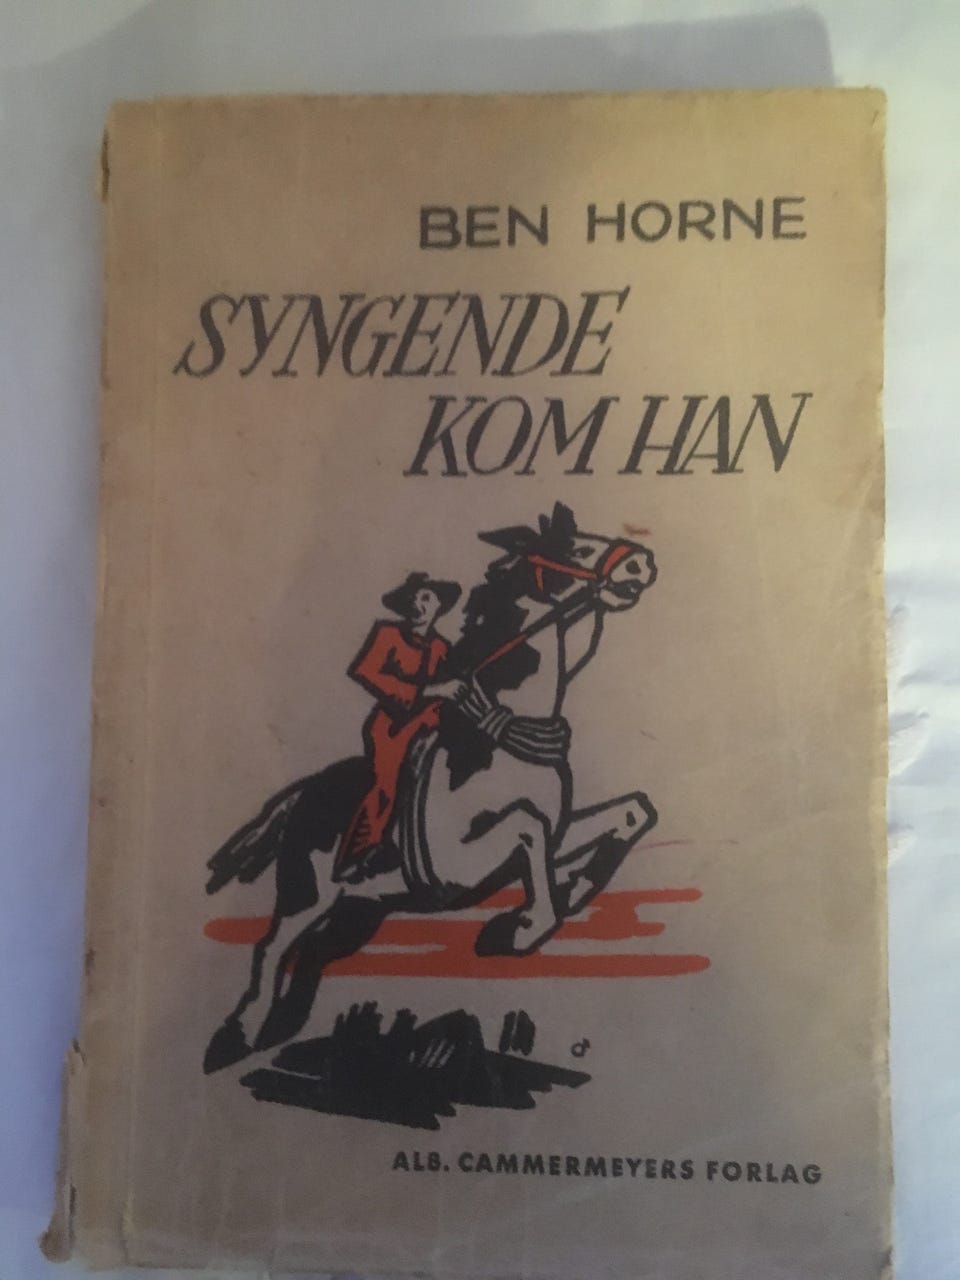 BEN HORNE
SYNGENDE
KOM HAN
ALB. CAMMERMEYERS FORLAG